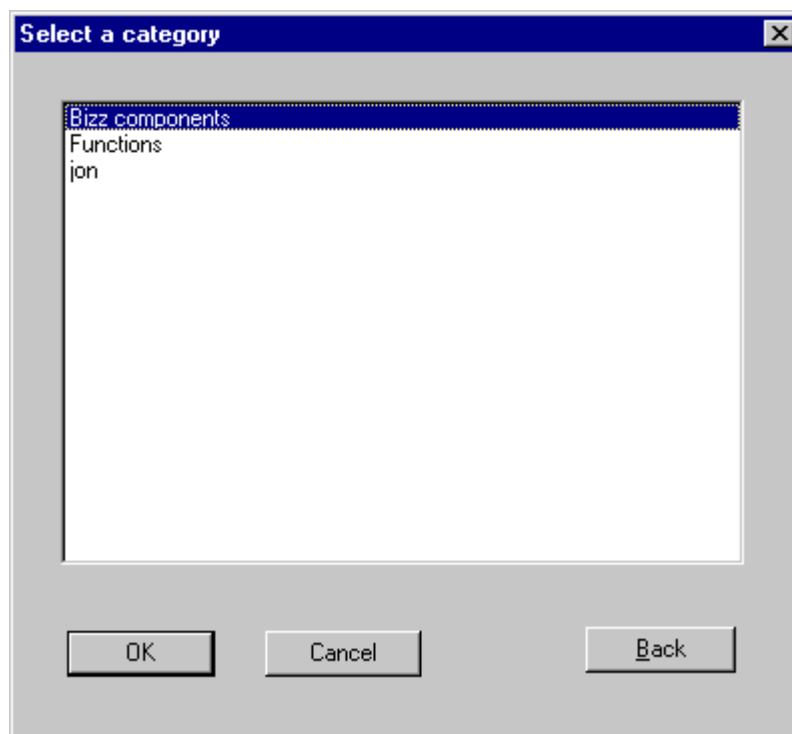 Select a category
Bizz components
Functions
jon
OK
Cancel
Back